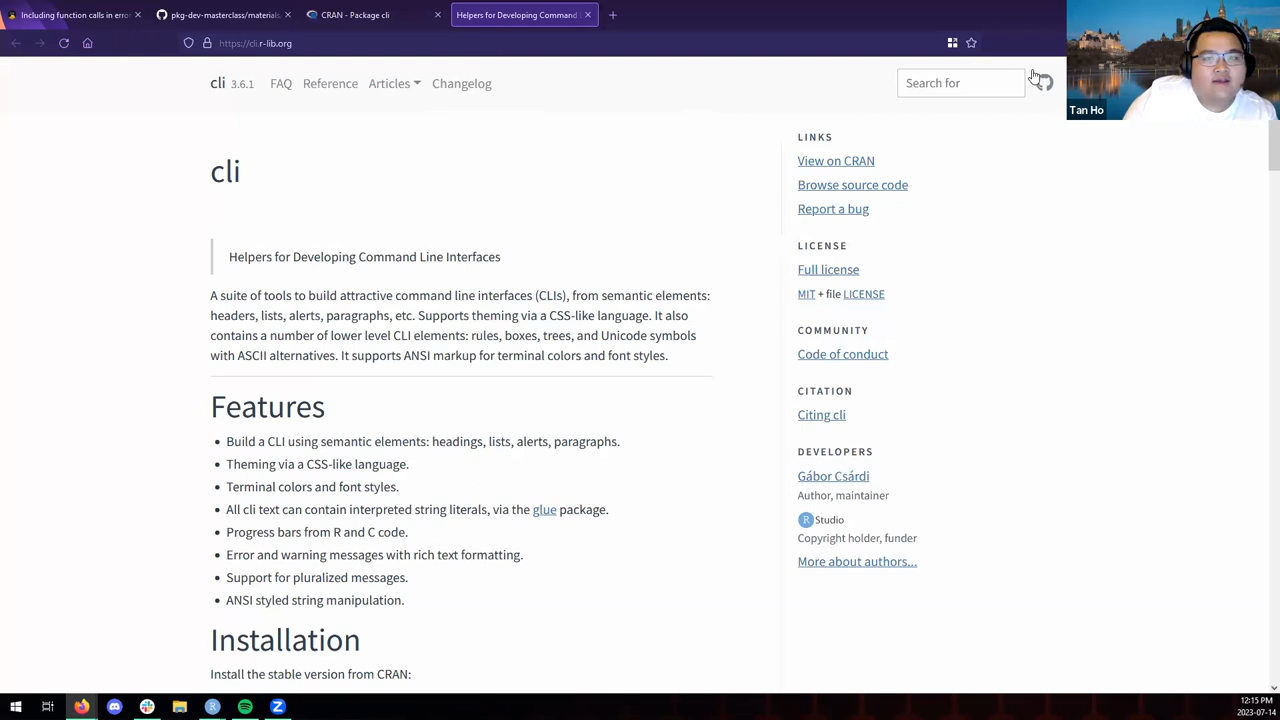 Including function calls in erro
pkg-dev-masterclass/materials
CRAN - Package cli
Helpers for Developing Command
https://cli.r-lib.org
Tan Ho
cli 3.6.1 FAQ Reference Articles Changelog
Search for
cli
Helpers for Developing Command Line Interfaces
A suite of tools to build attractive command line interfaces (CLIs), from semantic elements:
headers, lists, alerts, paragraphs, etc. Supports theming via a CSS-like language. It also
contains a number of lower level CLI elements: rules, boxes, trees, and Unicode symbols
with ASCII alternatives. It supports ANSI markup for terminal colors and font styles.
Features
• Build a CLI using semantic elements: headings, lists, alerts, paragraphs.
• Theming via a CSS-like language.
• Terminal colors and font styles.
• All cli text can contain interpreted string literals, via the glue package.
• Progress bars from R and C code.
• Error and warning messages with rich text formatting.
• Support for pluralized messages.
• ANSI styled string manipulation.
Installation
Install the stable version from CRAN:
LINKS
View on CRAN
Browse source code
Report a bug
LICENSE
Full license
MIT + file LICENSE
COMMUNITY
Code of conduct
CITATION
Citing cli
DEVELOPERS
Gábor Csárdi
Author, maintainer
R Studio
Copyright holder, funder
More about authors...
12:15 PM
2023-07-14